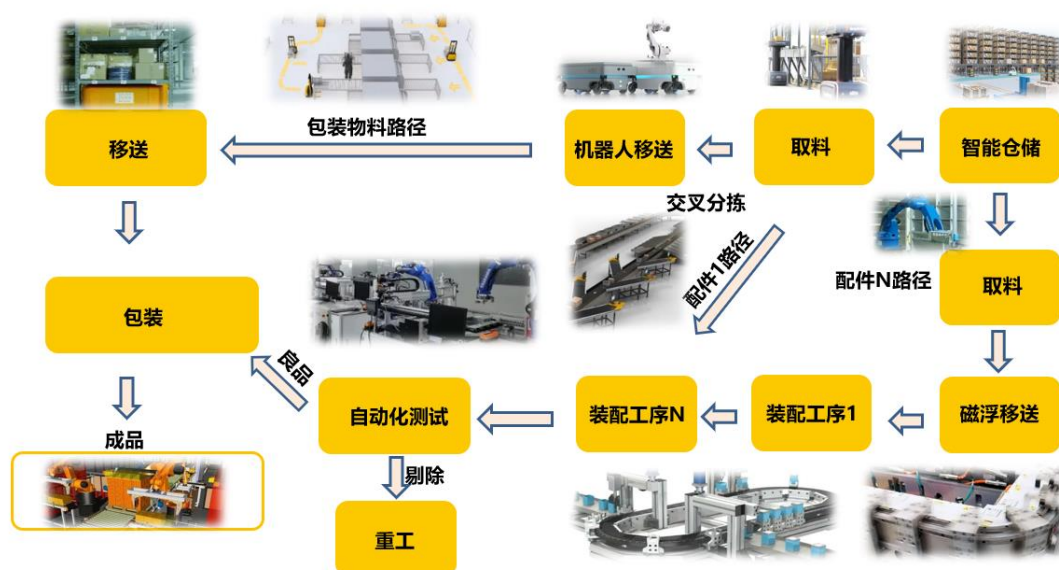 包装物料路径
移送
机器人移送
取料
智能仓储
交叉分拣
配件1路径
配件N路径
取料
包装
良品
自动化测试
装配工序N
装配工序1
磁浮移送
成品
剔除
重工